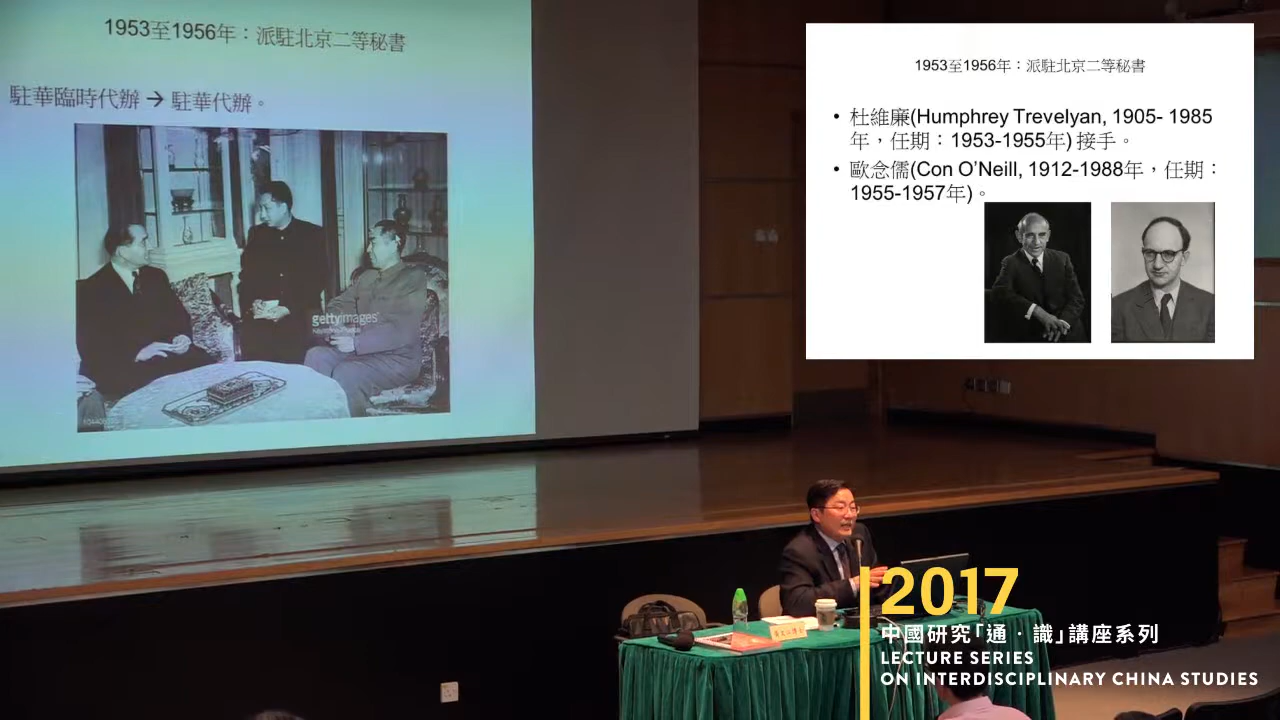 1953至1956年：派駐北京二等秘書
駐華臨時代辦 → 駐華代辦。
gettyimages
1953至1956年：派駐北京二等秘書
• 杜維廉(Humphrey Trevelyan, 1905- 1985
年，任期：1953-1955年) 接手。
• 歐念儒(Con O’Neill, 1912-1988年，任期：
1955-1957年)。
2017
中國研究「通．識」講座系列
LECTURE SERIES
ON INTERDISCIPLINARY CHINA STUDIES